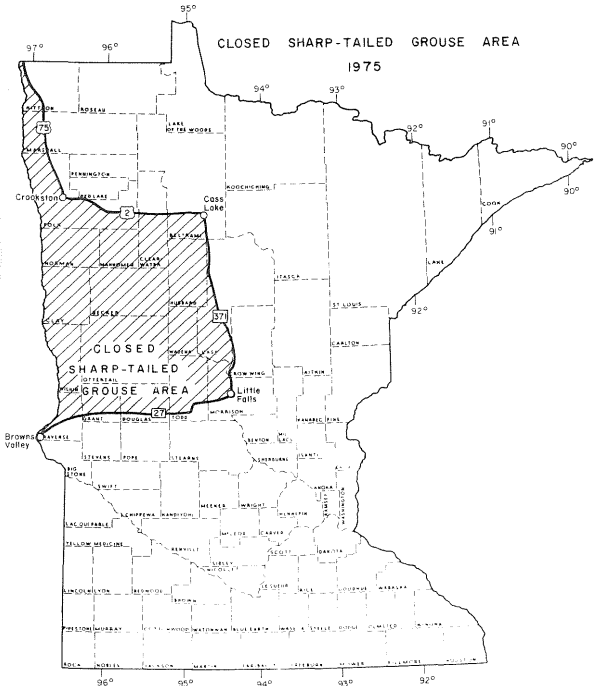 95°
CLOSED SHARP-TAILED GROUSE AREA
1975
97°
96°
94°
93°
92°
91°
90°
KITTSON
ROSEAU
LAKE OF THE WOODS
75
MARSHALL
PENNINGTON
KOOCHICHING
90°
Crookston
RED LAKE
Cass
Lake
COOK
2
91°
POLK
BELTRAMI
NORMAN
MAHNOMEN
CLEAR
WATER
ITASCA
LAKE
HUBBARD
ST LOUIS
92°
BECKER
371
CLAY
CLOSED
SHARP-TAILED
GROUSE AREA
WADENA
CASS
CARLTON
OTTERTAIL
CROW WING
AITKIN
Little
Falls
27
MORRISON
GRANT
DOUGLAS
TODD
KANABEC
PINE
Browns
Valley
TRAVERSE
BENTON
MIL
LACS
STEVENS
POPE
STEARNS
SHERBURNE
ISANTI
BIG
STONE
SWIFT
ANOKA
RAMSEY
WASHINGTON
CHIPPEWA
KANDIYOHI
MEEKER
WRIGHT
HENNEPIN
LAC QUI PARLE
MCLEOD
CARVER
YELLOW MEDICINE
RENVILLE
SCOTT
DAKOTA
SIBLEY
NICOLLET
LE SUEUR
RICE
GOODHUE
WABASHA
LINCOLN
LYON
REDWOOD
BROWN
PIPESTONE
MURRAY
COTTONWOOD
WATONWAN
BLUE EARTH
WASECA
STEELE
DODGE
OLMSTED
WINONA
ROCK
NOBLES
JACKSON
MARTIN
FARIBAULT
FREEBORN
MOWER
FILLMORE
HOUSTON
96°
95°
94°
93°
92°